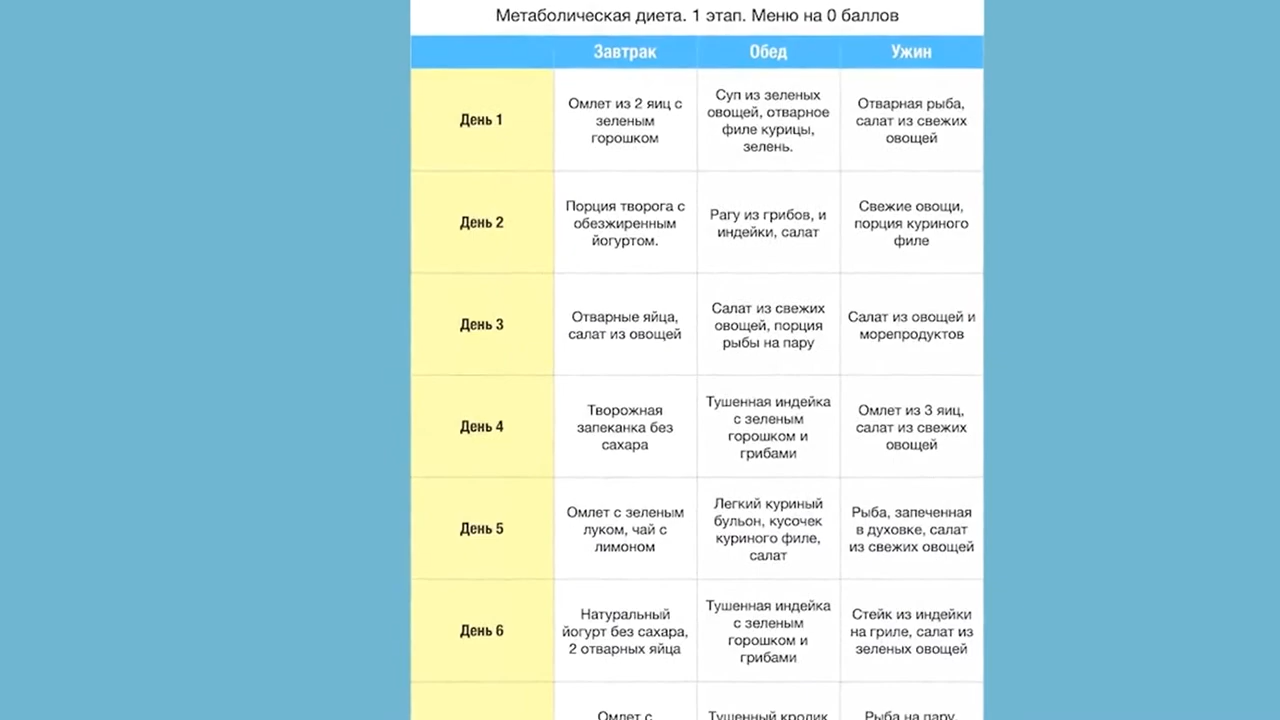 Метаболическая диета. 1 этап. Меню на 0 баллов
Завтрак Обед Ужин
День 1
Омлет из 2 яиц с
зеленым
горошком
Суп из зеленых
овощей, отварное
филе курицы,
зелень.
Отварная рыба,
салат из свежих
овощей
День 2
Порция творога с
обезжиренным
йогуртом.
Рагу из грибов, и
индейки, салат
Свежие овощи,
порция куриного
филе
День 3
Отварные яйца,
салат из овощей
Салат из свежих
овощей, порция
рыбы на пару
Салат из овощей и
морепродуктов
День 4
Творожная
запеканка без
сахара
Тушенная индейка
с зеленым
горошком и
грибами
Омлет из 3 яиц,
салат из свежих
овощей
День 5
Омлет с зеленым
луком, чай с
лимоном
Легкий куриный
бульон, кусочек
куриного филе,
салат
Рыба, запеченная
в духовке, салат
из свежих овощей
День 6
Натуральный
йогурт без сахара,
2 отварных яйца
Тушенная индейка
с зеленым
горошком и
грибами
Стейк из индейки
на гриле, салат из
зеленых овощей
Омлет с
Тушенный кролик
Рыба на пару,